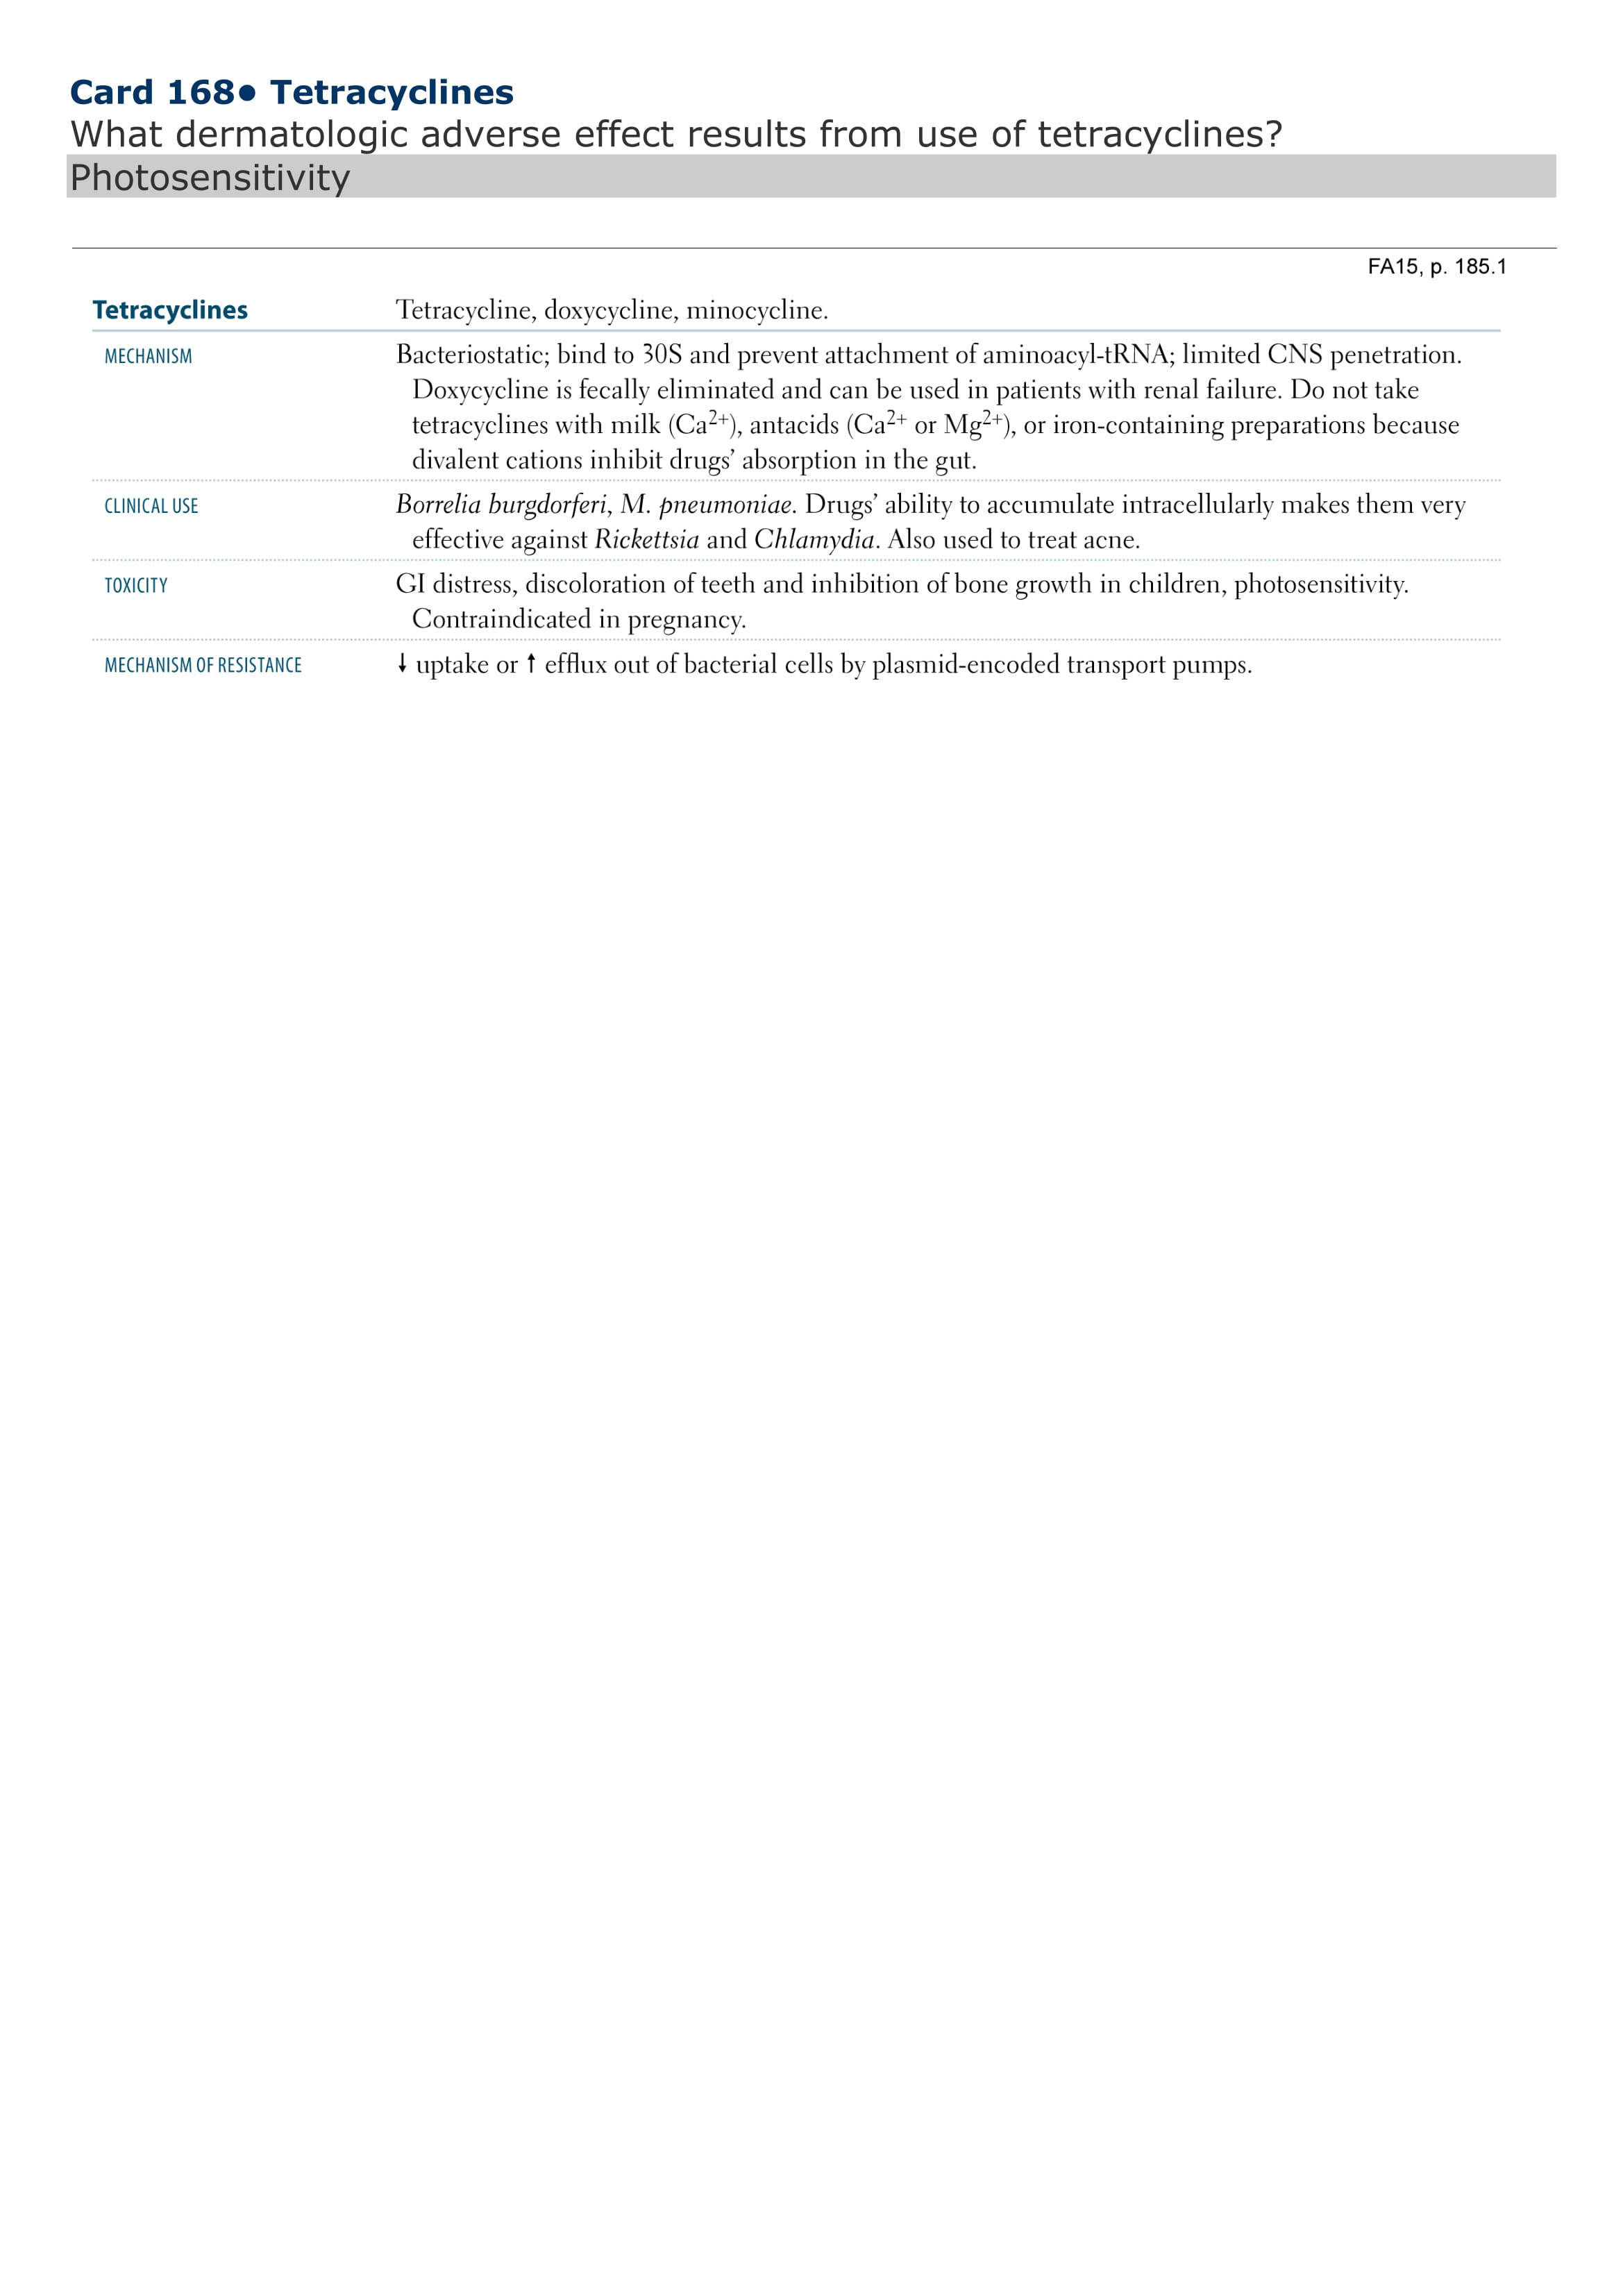 Card 168● Tetracyclines
What dermatologic adverse effect results from use of tetracyclines?
Photosensitivity
FA15, p. 185.1
Tetracyclines Tetracycline, doxycycline, minocycline.
MECHANISM Bacteriostatic; bind to 30S and prevent attachment of aminoacyl-tRNA; limited CNS penetration.
Doxycycline is fecally eliminated and can be used in patients with renal failure. Do not take
tetracyclines with milk (Ca2+), antacids (Ca2+ or Mg2+), or iron-containing preparations because
divalent cations inhibit drugs’ absorption in the gut.
CLINICAL USE Borrelia burgdorferi, M. pneumoniae. Drugs’ ability to accumulate intracellularly makes them very
effective against Rickettsia and Chlamydia. Also used to treat acne.
TOXICITY GI distress, discoloration of teeth and inhibition of bone growth in children, photosensitivity.
Contraindicated in pregnancy.
MECHANISM OF RESISTANCE ↓ uptake or ↑ efflux out of bacterial cells by plasmid-encoded transport pumps.